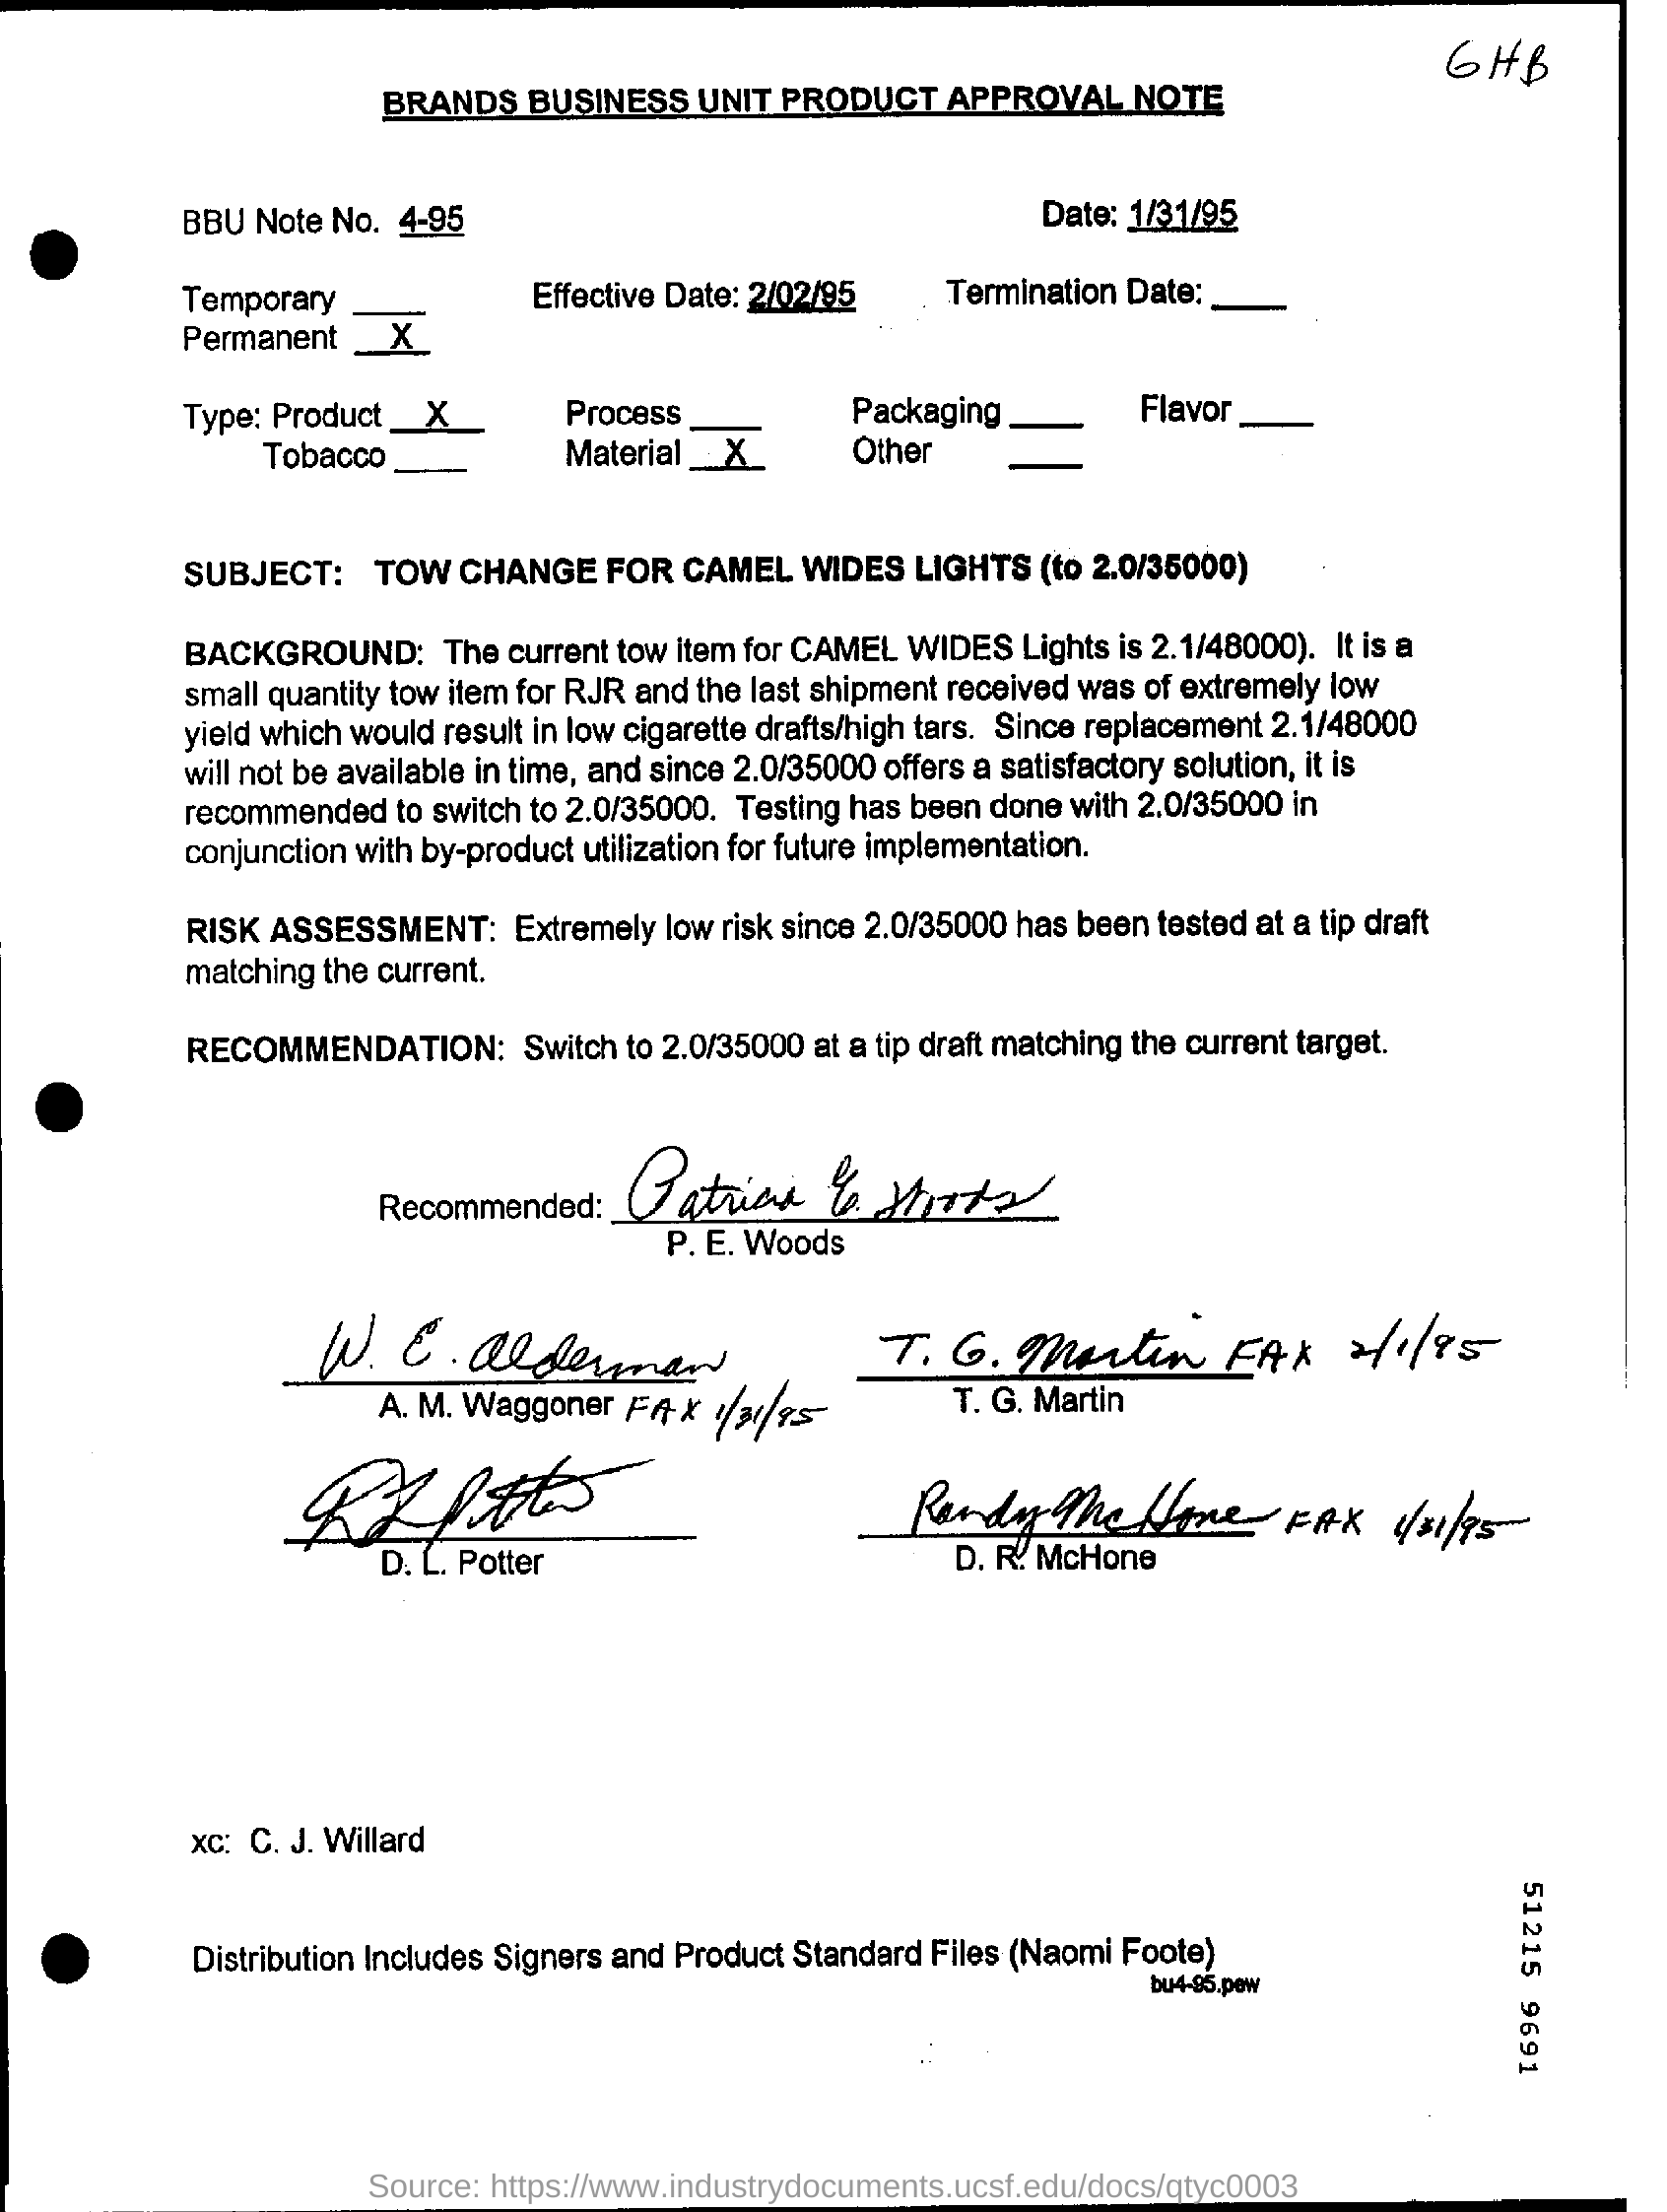 GHB
BRANDS BUSINESS UNIT PRODUCT APPROVAL NOTE
BBU Note No. 4-95 Date: 1/31/95
Temporary ____ Effective Date: 2/02/95 Termination Date: ____
Permanent X
Type: Product X Process ____ Packaging ____ Flavor ____
Tobacco ____ Material X Other ____
SUBJECT: TOW CHANGE FOR CAMEL WIDES LIGHTS (to 2.0/35000)
BACKGROUND: The current tow item for CAMEL WIDES Lights is 2.1/48000). It is a
small quantity tow item for RJR and the last shipment received was of extremely low
yield which would result in low cigarette drafts/high tars. Since replacement 2.1/48000
will not be available in time, and since 2.0/35000 offers a satisfactory solution, it is
recommended to switch to 2.0/35000. Testing has been done with 2.0/35000 in
conjunction with by-product utilization for future implementation.
RISK ASSESSMENT: Extremely low risk since 2.0/35000 has been tested at a tip draft
matching the current.
RECOMMENDATION: Switch to 2.0/35000 at a tip draft matching the current target.
Recommended: Patricia E. Woods
P. E. Woods
W. E. Alderman T. G. Martin FAX 2/1/95
A. M. Waggoner FAX 1/31/95 T. G. Martin
Potter Randy McHone FAX 1/31/95
D. L. Potter D. R. McHone
xc: C. J. Willard
Distribution Includes Signers and Product Standard Files (Naomi Foote)
bu4-95.pew
51215 9691
Source: https://www.industrydocuments.ucsf.edu/docs/qtyc0003